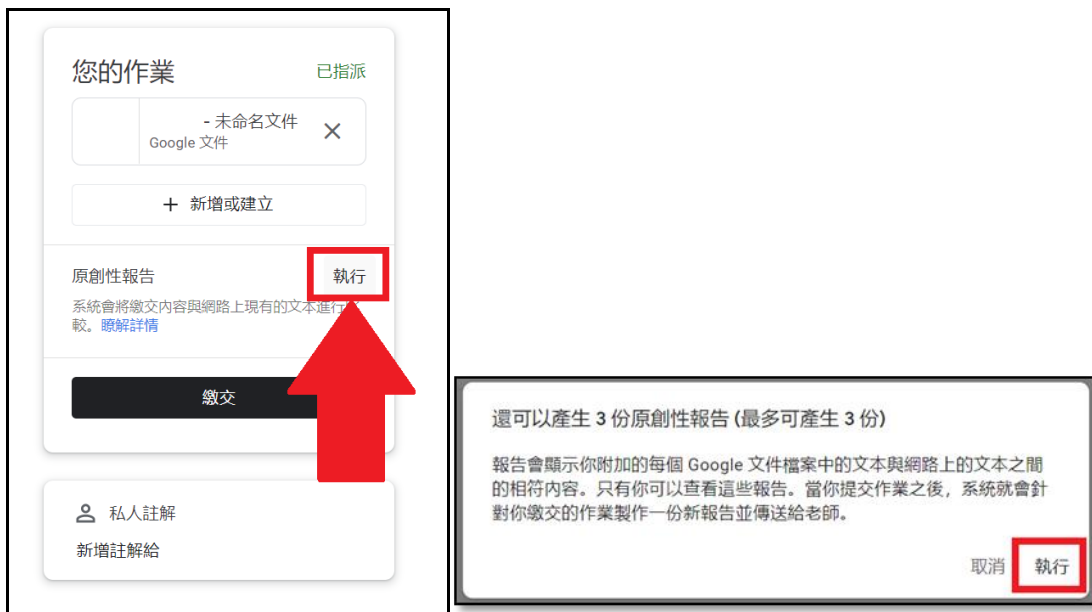 您的作業
已指派
- 未命名文件
Google 文件
+ 新增或建立
原創性報告
執行
系統會將繳交內容與網路上現有的文本進行
較。瞭解詳情
繳交
私人註解
新增註解給
還可以產生 3 份原創性報告 (最多可產生 3 份)
報告會顯示你附加的每個 Google 文件檔案中的文本與網路上的文本之間
的相符內容。只有你可以查看這些報告。當你提交作業之後，系統就會針
對你繳交的作業製作一份新報告並傳送給老師。
取消
執行